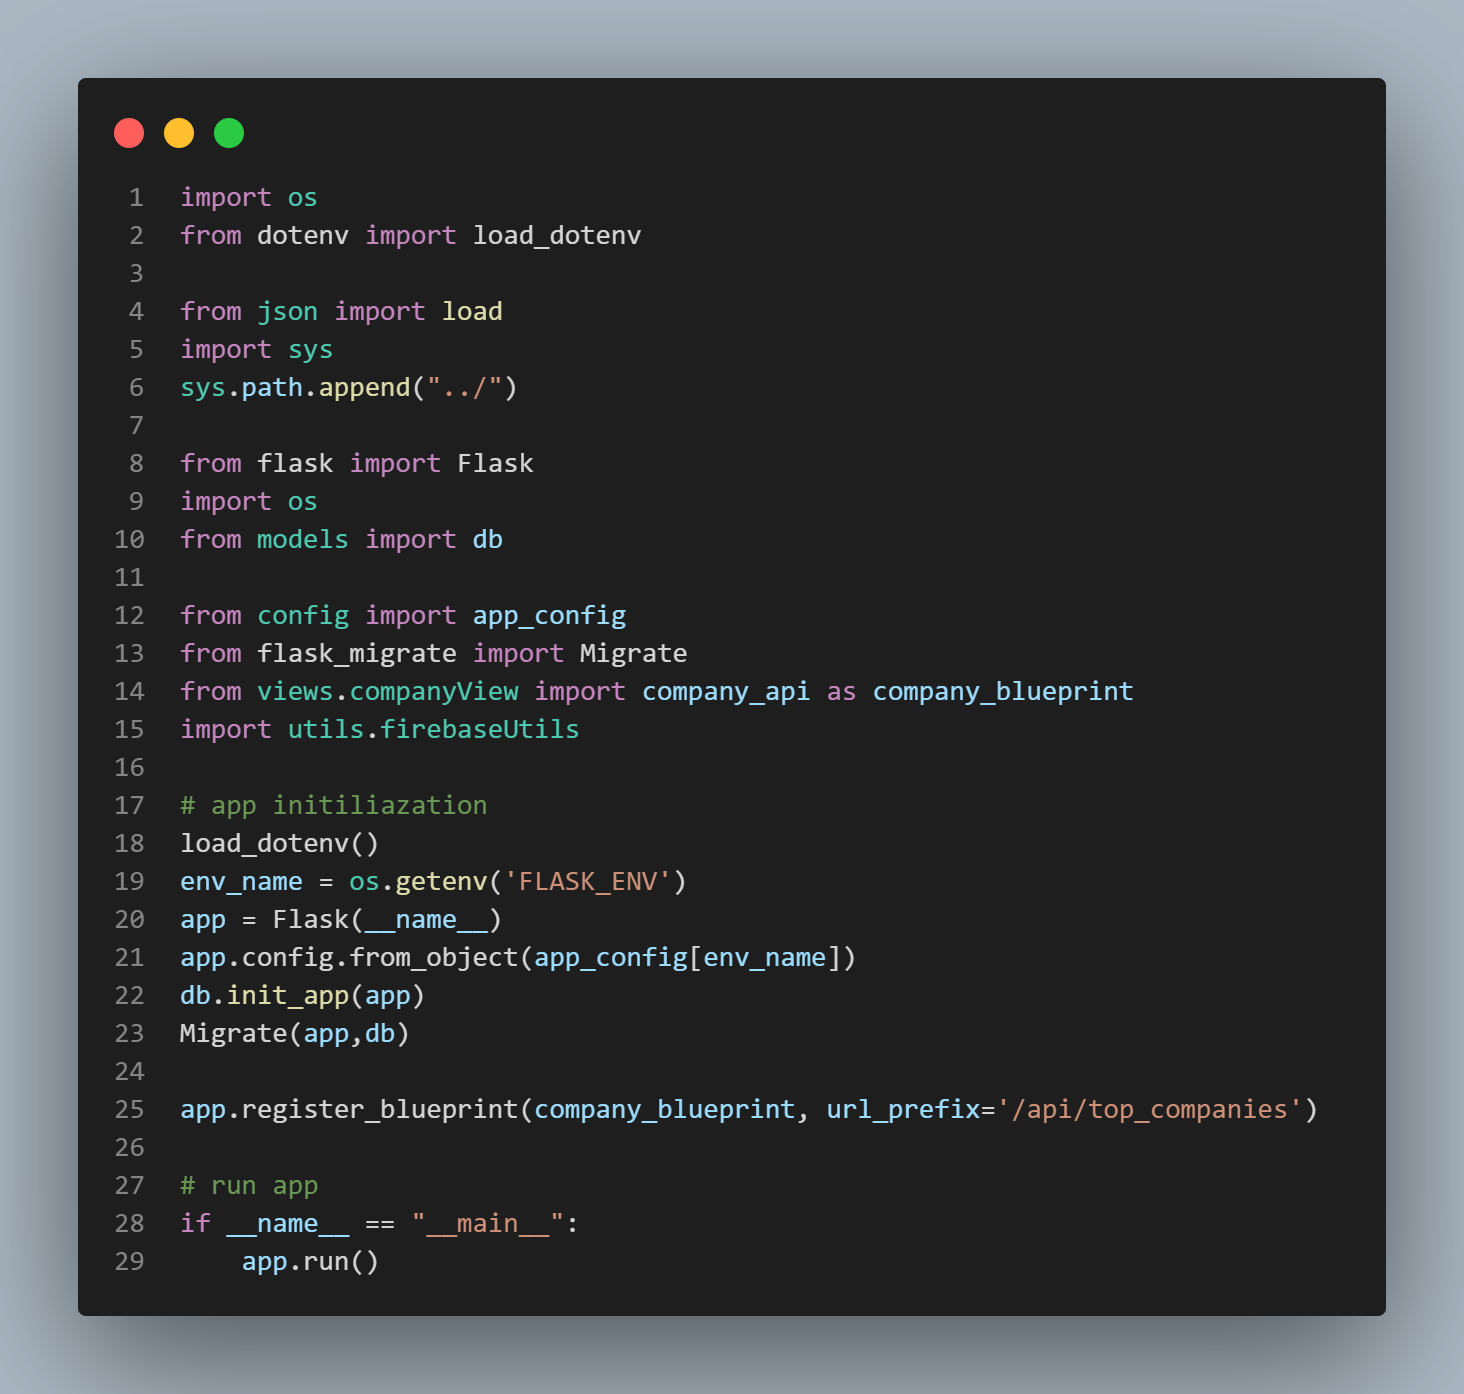 1 import os
2 from dotenv import load_dotenv
3
4 from json import load
5 import sys
6 sys.path.append("../")
7
8 from flask import Flask
9 import os
10 from models import db
11
12 from config import app_config
13 from flask_migrate import Migrate
14 from views.companyView import company_api as company_blueprint
15 import utils.firebaseUtils
16
17 # app initiliazation
18 load_dotenv()
19 env_name = os.getenv('FLASK_ENV')
20 app = Flask(__name__)
21 app.config.from_object(app_config[env_name])
22 db.init_app(app)
23 Migrate(app,db)
24
25 app.register_blueprint(company_blueprint, url_prefix='/api/top_companies')
26
27 # run app
28 if __name__ == "__main__":
29     app.run()